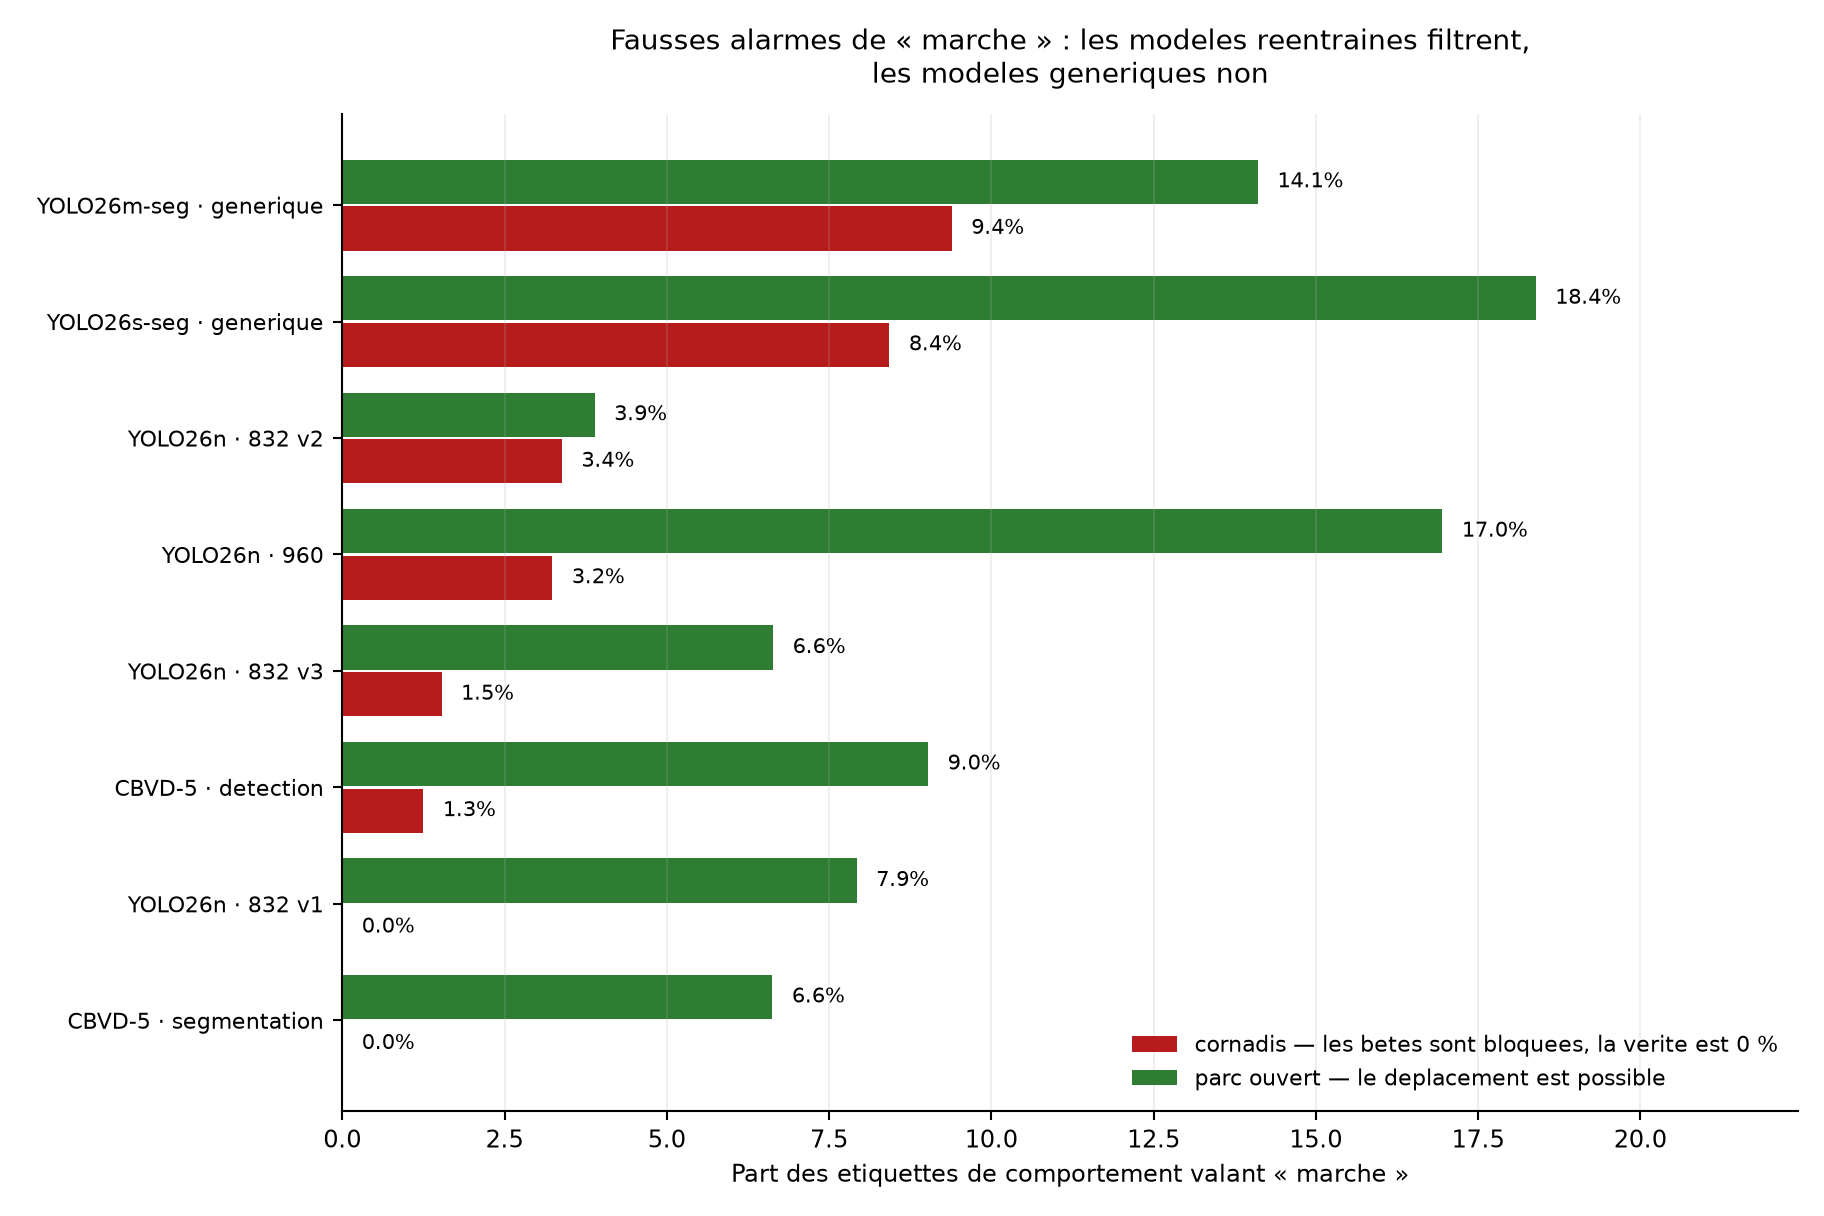 Fausses alarmes de « marche » : les modeles reentraines filtrent,
les modeles generiques non
YOLO26m-seg · generique
14.1%
9.4%
YOLO26s-seg · generique
18.4%
8.4%
YOLO26n · 832 v2
3.9%
3.4%
YOLO26n · 960
17.0%
3.2%
YOLO26n · 832 v3
6.6%
1.5%
CBVD-5 · detection
9.0%
1.3%
YOLO26n · 832 v1
7.9%
0.0%
CBVD-5 · segmentation
6.6%
0.0%
cornadis — les betes sont bloquees, la verite est 0 %
parc ouvert — le deplacement est possible
0.0 2.5 5.0 7.5 10.0 12.5 15.0 17.5 20.0
Part des etiquettes de comportement valant « marche »